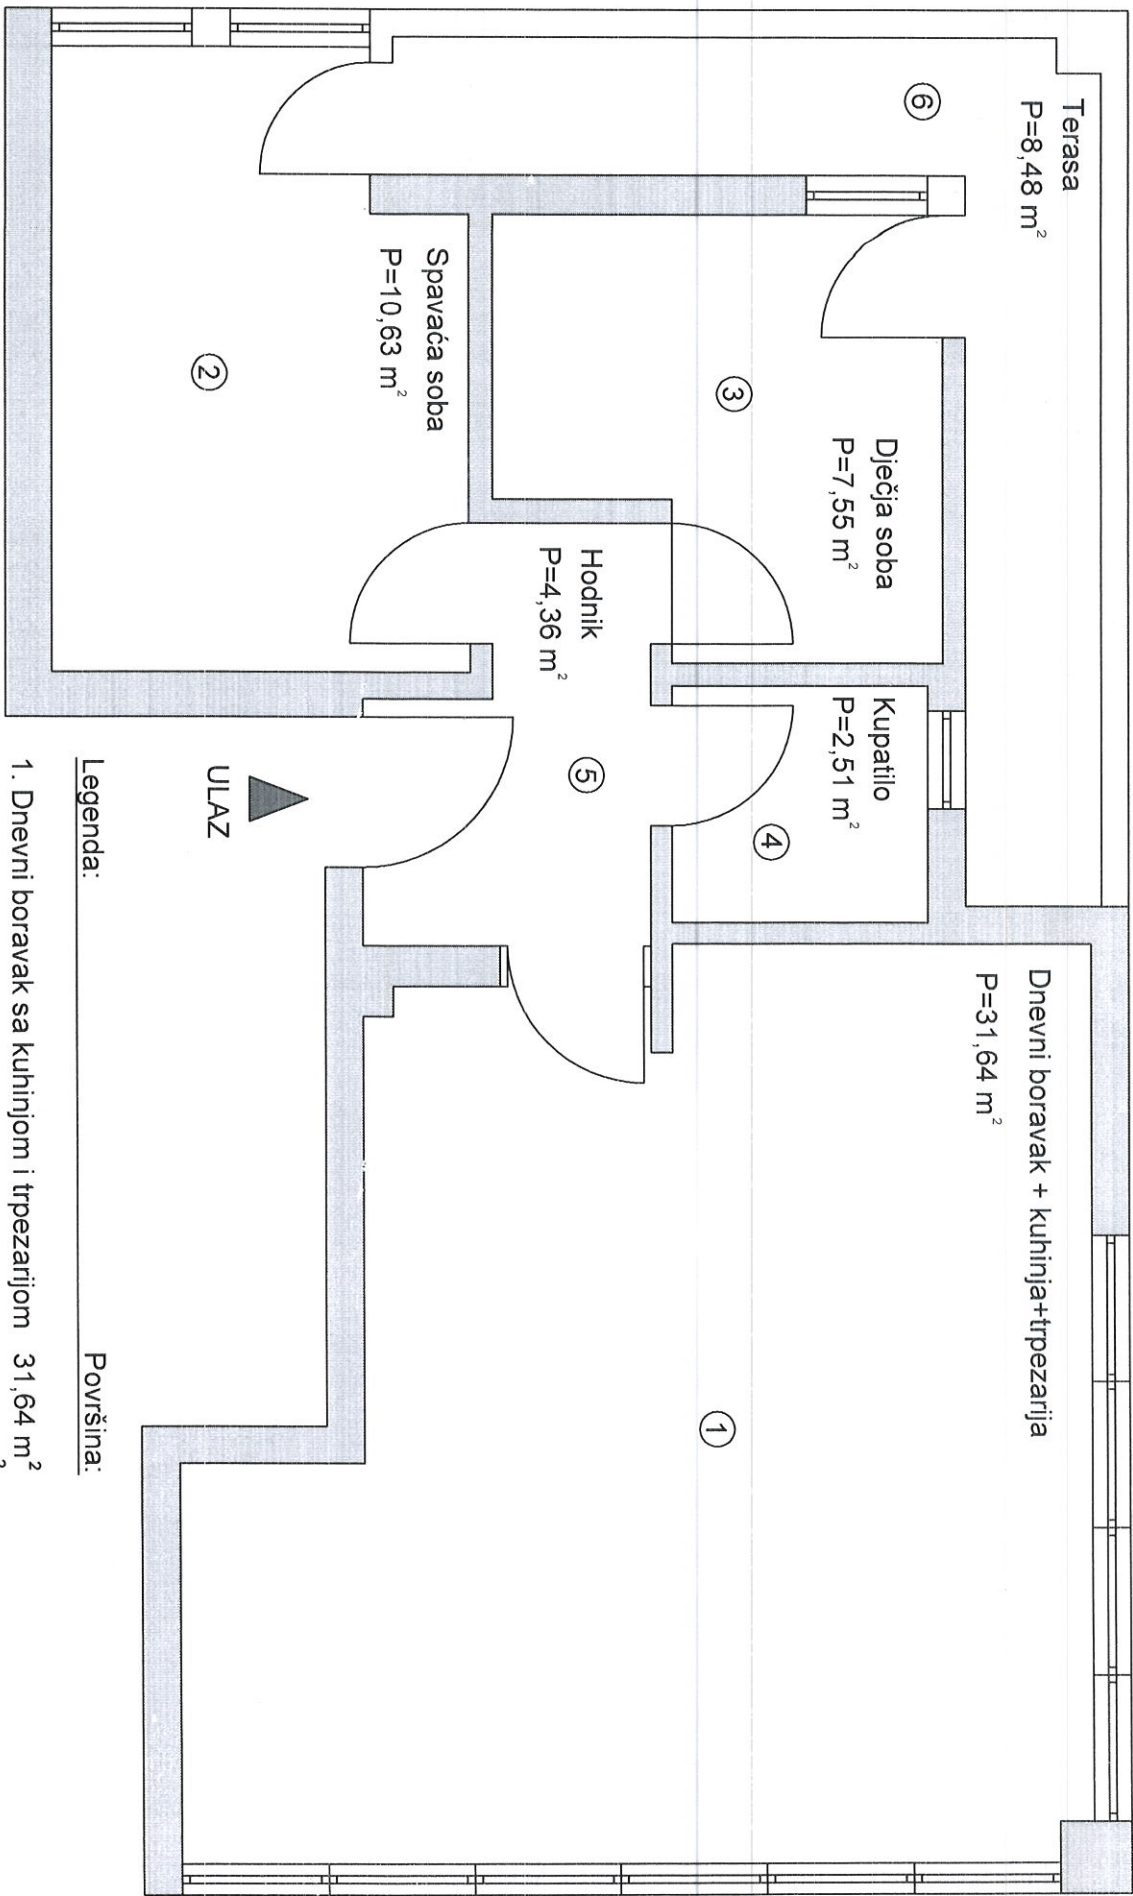 Terasa
P=8,48 m²
6
Spavaća soba
P=10,63 m²
2
3
Dječja soba
P=7,55 m²
Hodnik
P=4,36 m²
Kupatilo
P=2,51 m²
4
5
ULAZ
Dnevni boravak + kuhinja+trpezarija
P=31,64 m²
1
Legenda: Površina:
1. Dnevni boravak sa kuhinjom i trpezarijom 31,64 m²